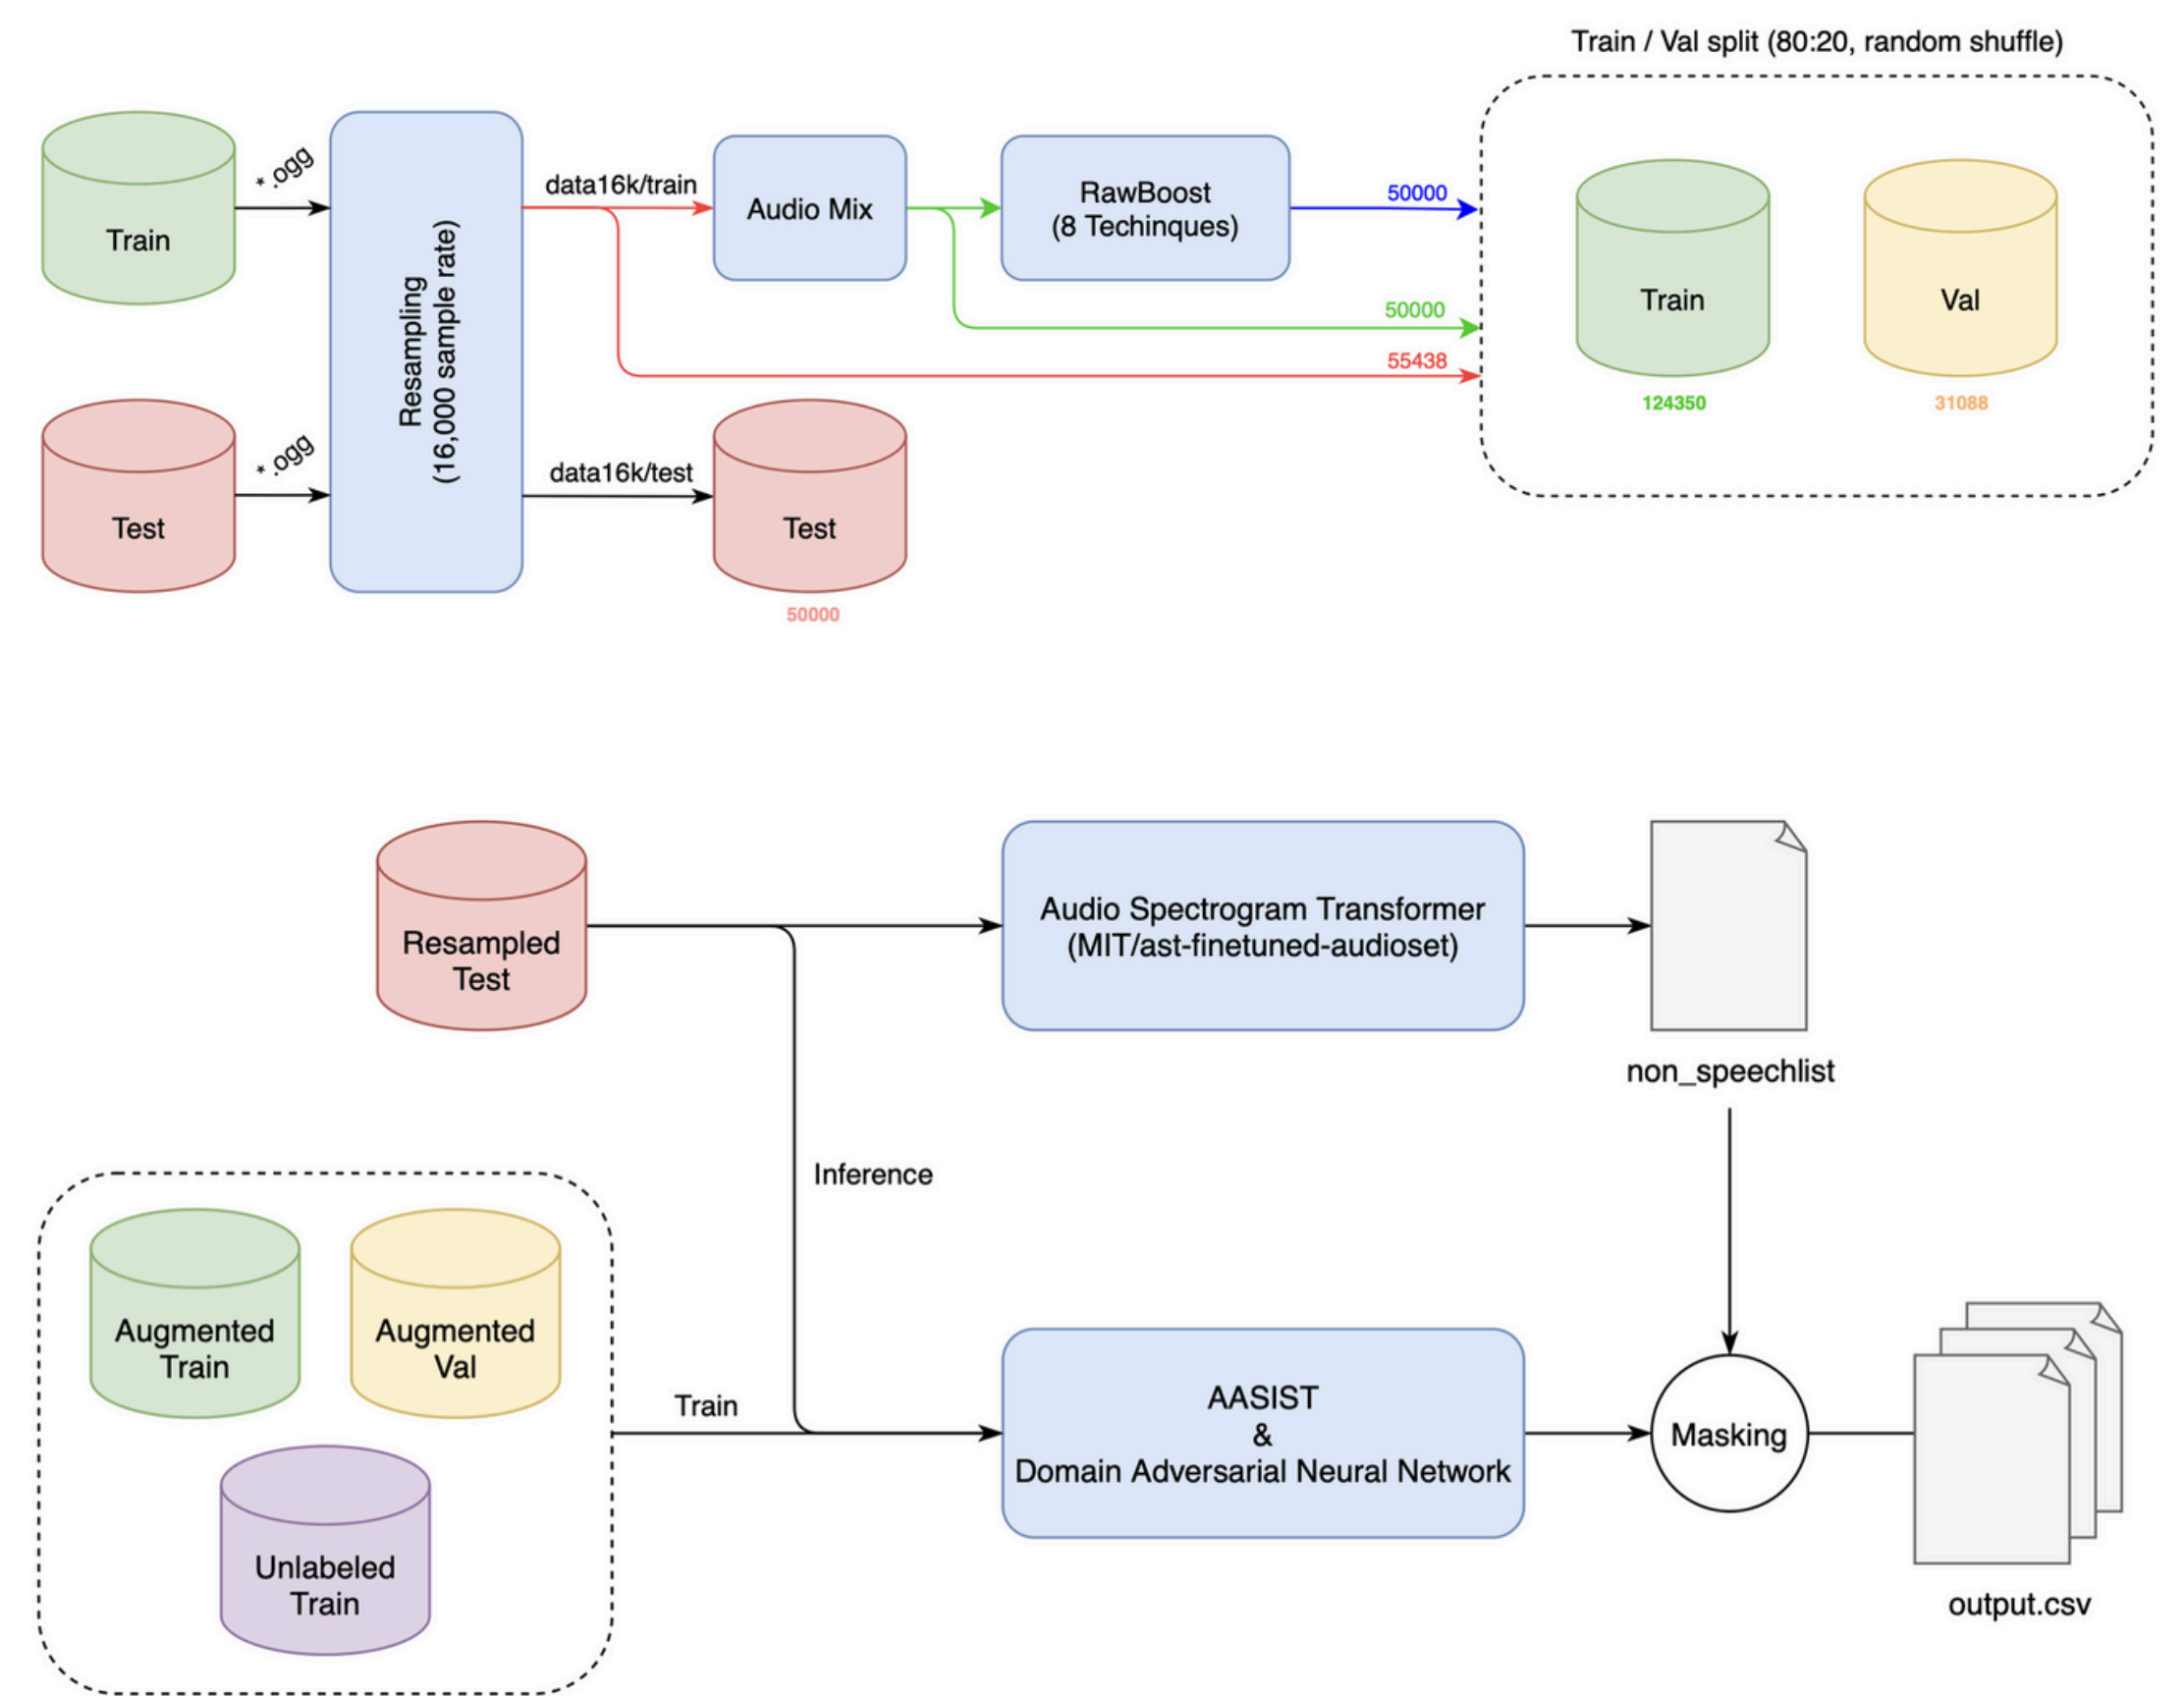 Train / Val split (80:20, random shuffle)
Train
*.ogg
Resampling
(16,000 sample rate)
data16k/train
Audio Mix
RawBoost
(8 Techinques)
50000
50000
55438
Train
124350
Val
31088
Test
*.ogg
data16k/test
Test
50000
Resampled
Test
Audio Spectrogram Transformer
(MIT/ast-finetuned-audioset)
non_speechlist
Inference
Augmented
Train
Augmented
Val
Unlabeled
Train
Train
AASIST
&
Domain Adversarial Neural Network
Masking
output.csv